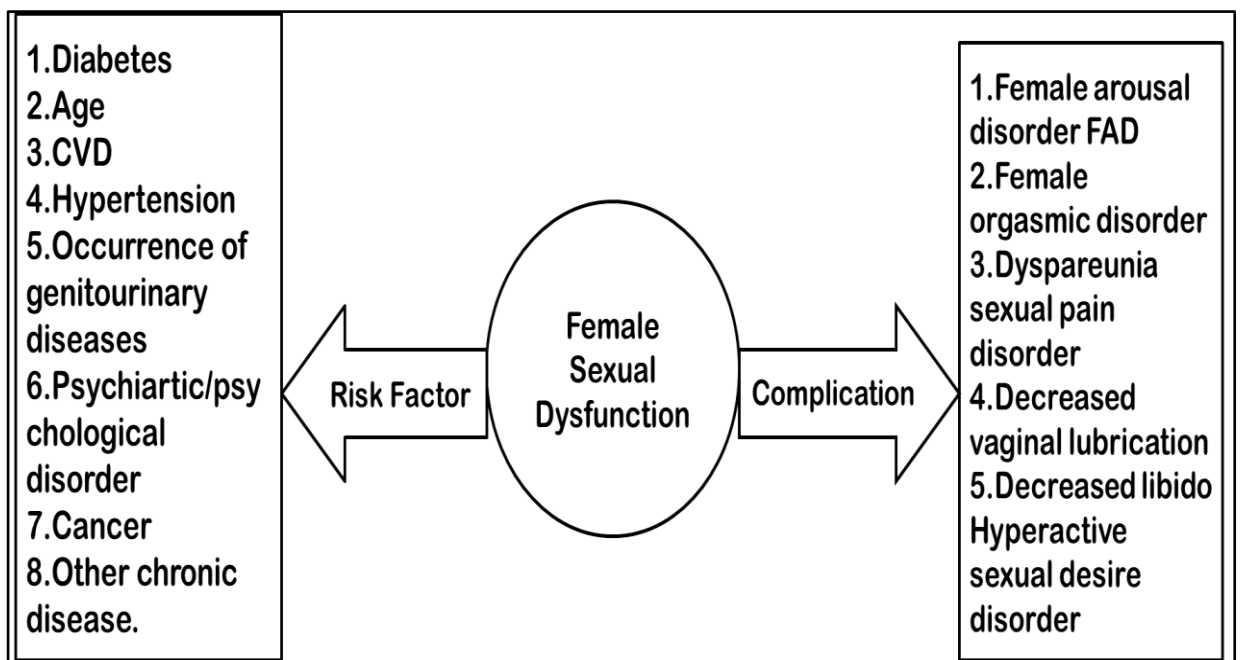 1.Diabetes
2.Age
3.CVD
4.Hypertension
5.Occurrence of
genitourinary
diseases
6.Psychiartic/psy
chological
disorder
7.Cancer
8.Other chronic
disease.
Risk Factor
Female
Sexual
Dysfunction
Complication
1.Female arousal
disorder FAD
2.Female
orgasmic disorder
3.Dyspareunia
sexual pain
disorder
4.Decreased
vaginal lubrication
5.Decreased libido
Hyperactive
sexual desire
disorder